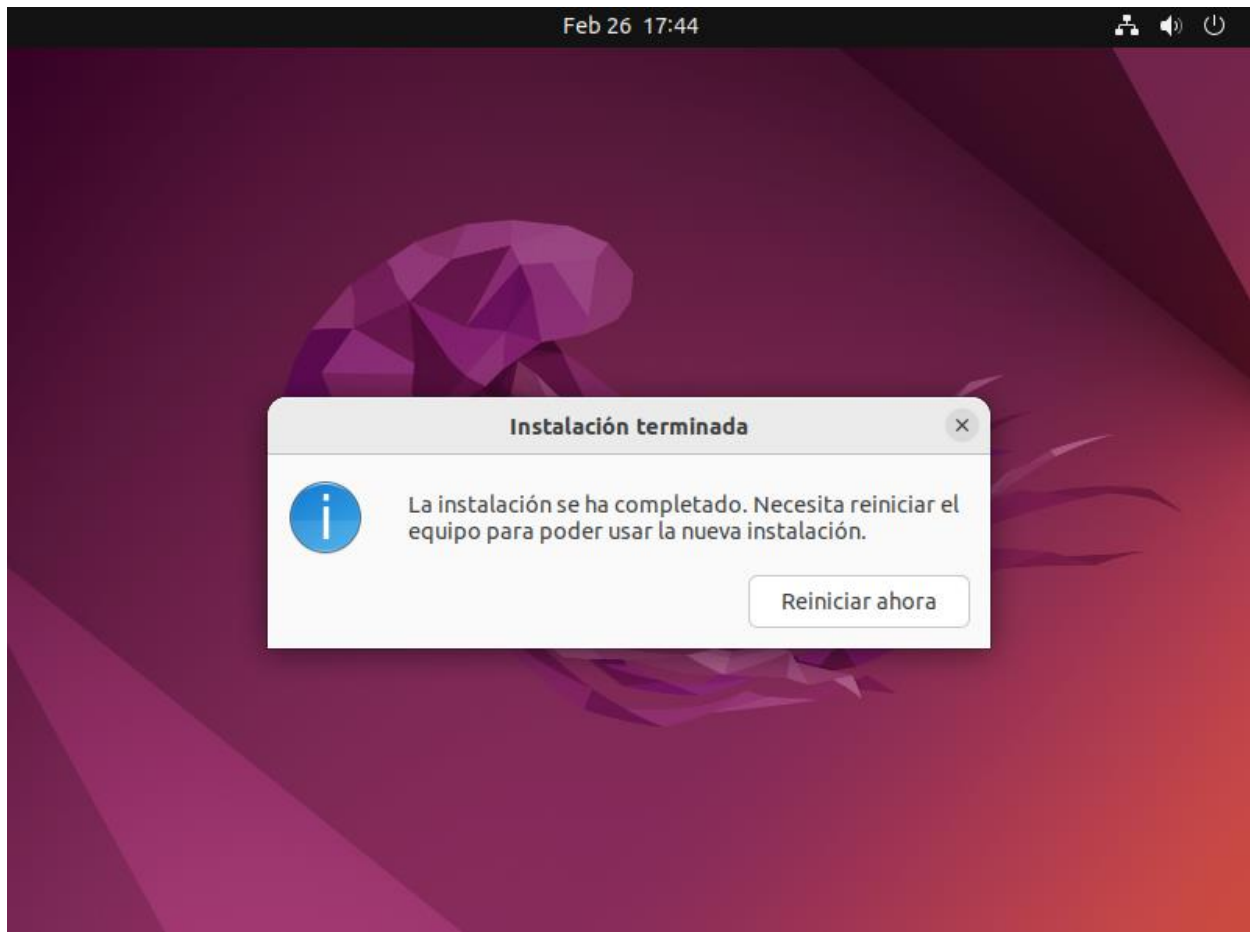 Feb 26 17:44
Instalación terminada
La instalación se ha completado. Necesita reiniciar el
equipo para poder usar la nueva instalación.
Reiniciar ahora